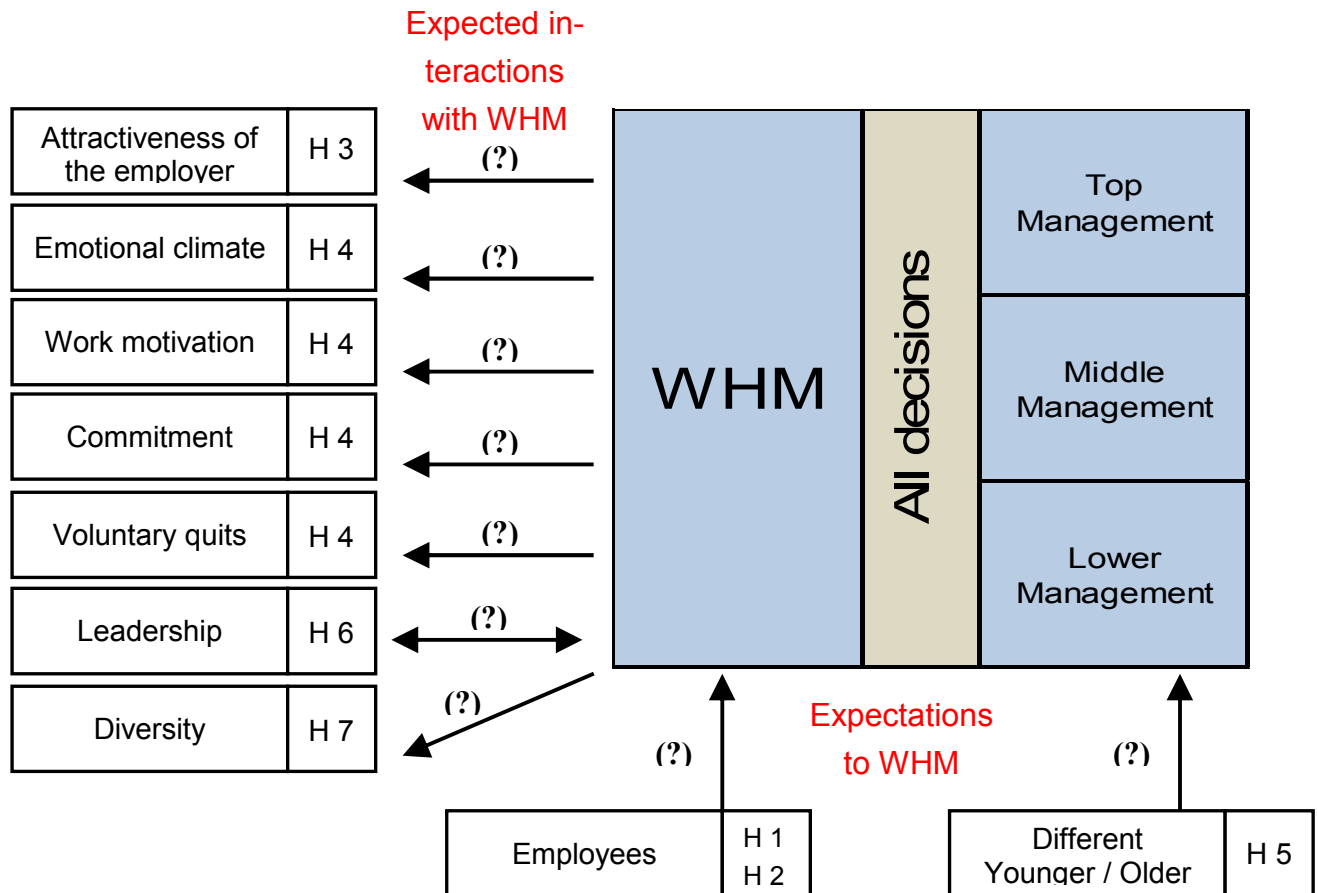 Expected in-
teractions
with WHM
Attractiveness of
the employer
H 3
(?)
Emotional climate
H 4
(?)
Work motivation
H 4
(?)
Commitment
H 4
(?)
Voluntary quits
H 4
(?)
Leadership
H 6
(?)
Diversity
H 7
(?)
WHM
All decisions
Top
Management
Middle
Management
Lower
Management
Expectations
to WHM
(?)
(?)
Employees
H 1
H 2
Different
Younger / Older
H 5